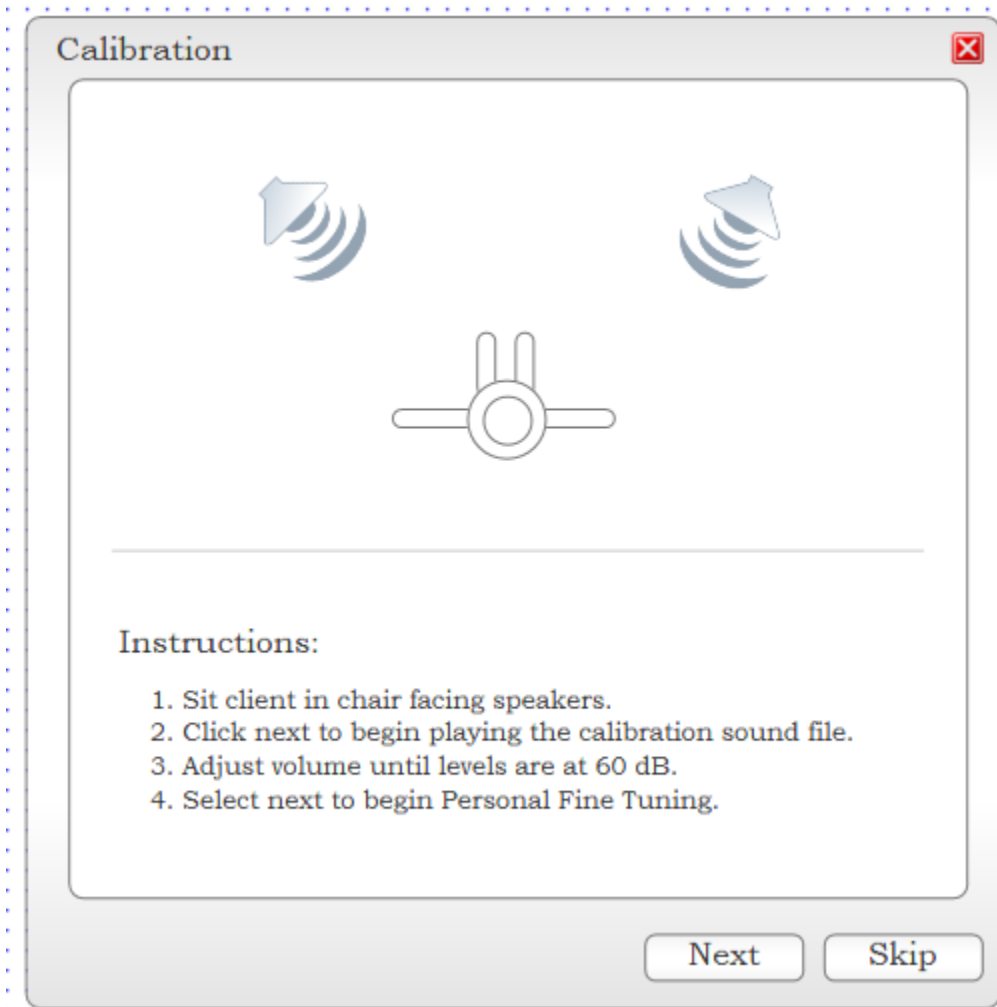 Calibration
Instructions:
1. Sit client in chair facing speakers.
2. Click next to begin playing the calibration sound file.
3. Adjust volume until levels are at 60 dB.
4. Select next to begin Personal Fine Tuning.
Next Skip